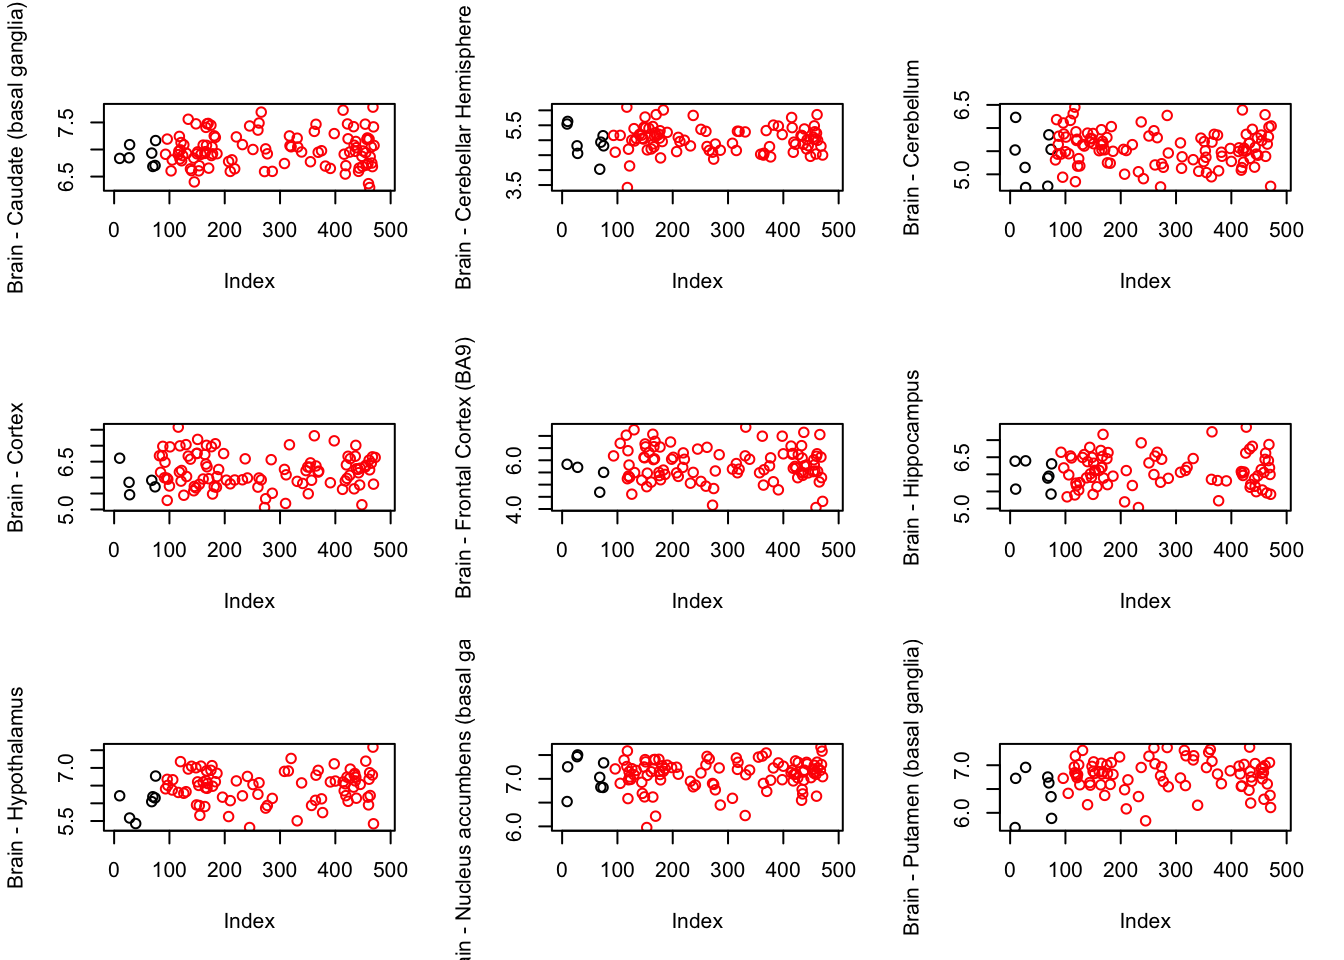 Brain - Caudate (basal ganglia)
7.5
6.5
0 100 200 300 400 500
Index
Brain - Cerebellar Hemisphere
5.5
3.5
0 100 200 300 400 500
Index
Brain - Cerebellum
6.5
5.0
0 100 200 300 400 500
Index
Brain - Cortex
6.5
5.0
0 100 200 300 400 500
Index
Brain - Frontal Cortex (BA9)
6.0
4.0
0 100 200 300 400 500
Index
Brain - Hippocampus
6.5
5.0
0 100 200 300 400 500
Index
Brain - Hypothalamus
7.0
5.5
0 100 200 300 400 500
Index
ain - Nucleus accumbens (basal ga
7.0
6.0
0 100 200 300 400 500
Index
Brain - Putamen (basal ganglia)
7.0
6.0
0 100 200 300 400 500
Index